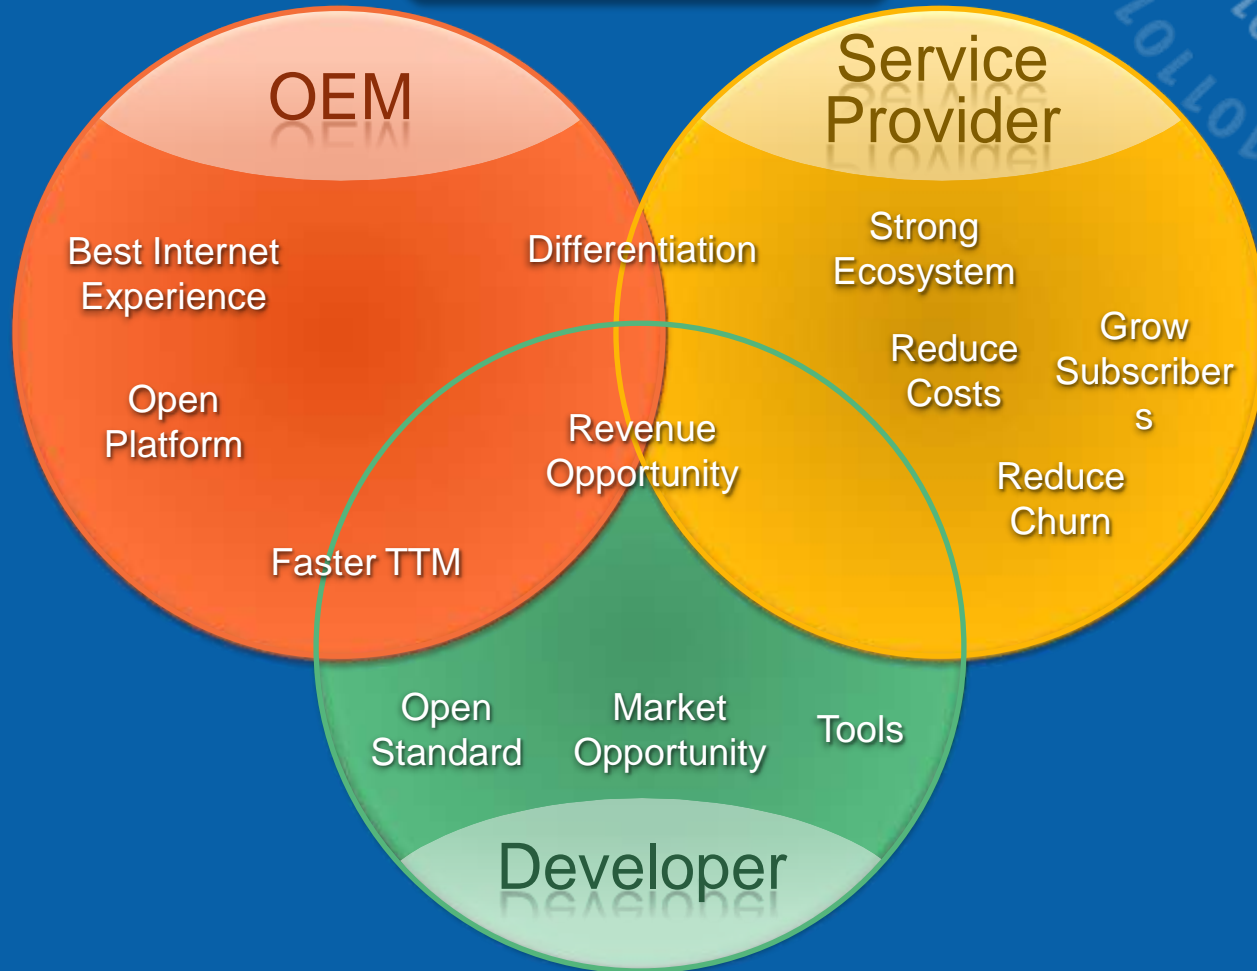 OEM
Service
Provider
Best Internet
Experience
Differentiation
Strong
Ecosystem
Open
Platform
Reduce
Costs
Grow
Subscriber
s
Revenue
Opportunity
Reduce
Churn
Faster TTM
Open
Standard
Market
Opportunity
Tools
Developer